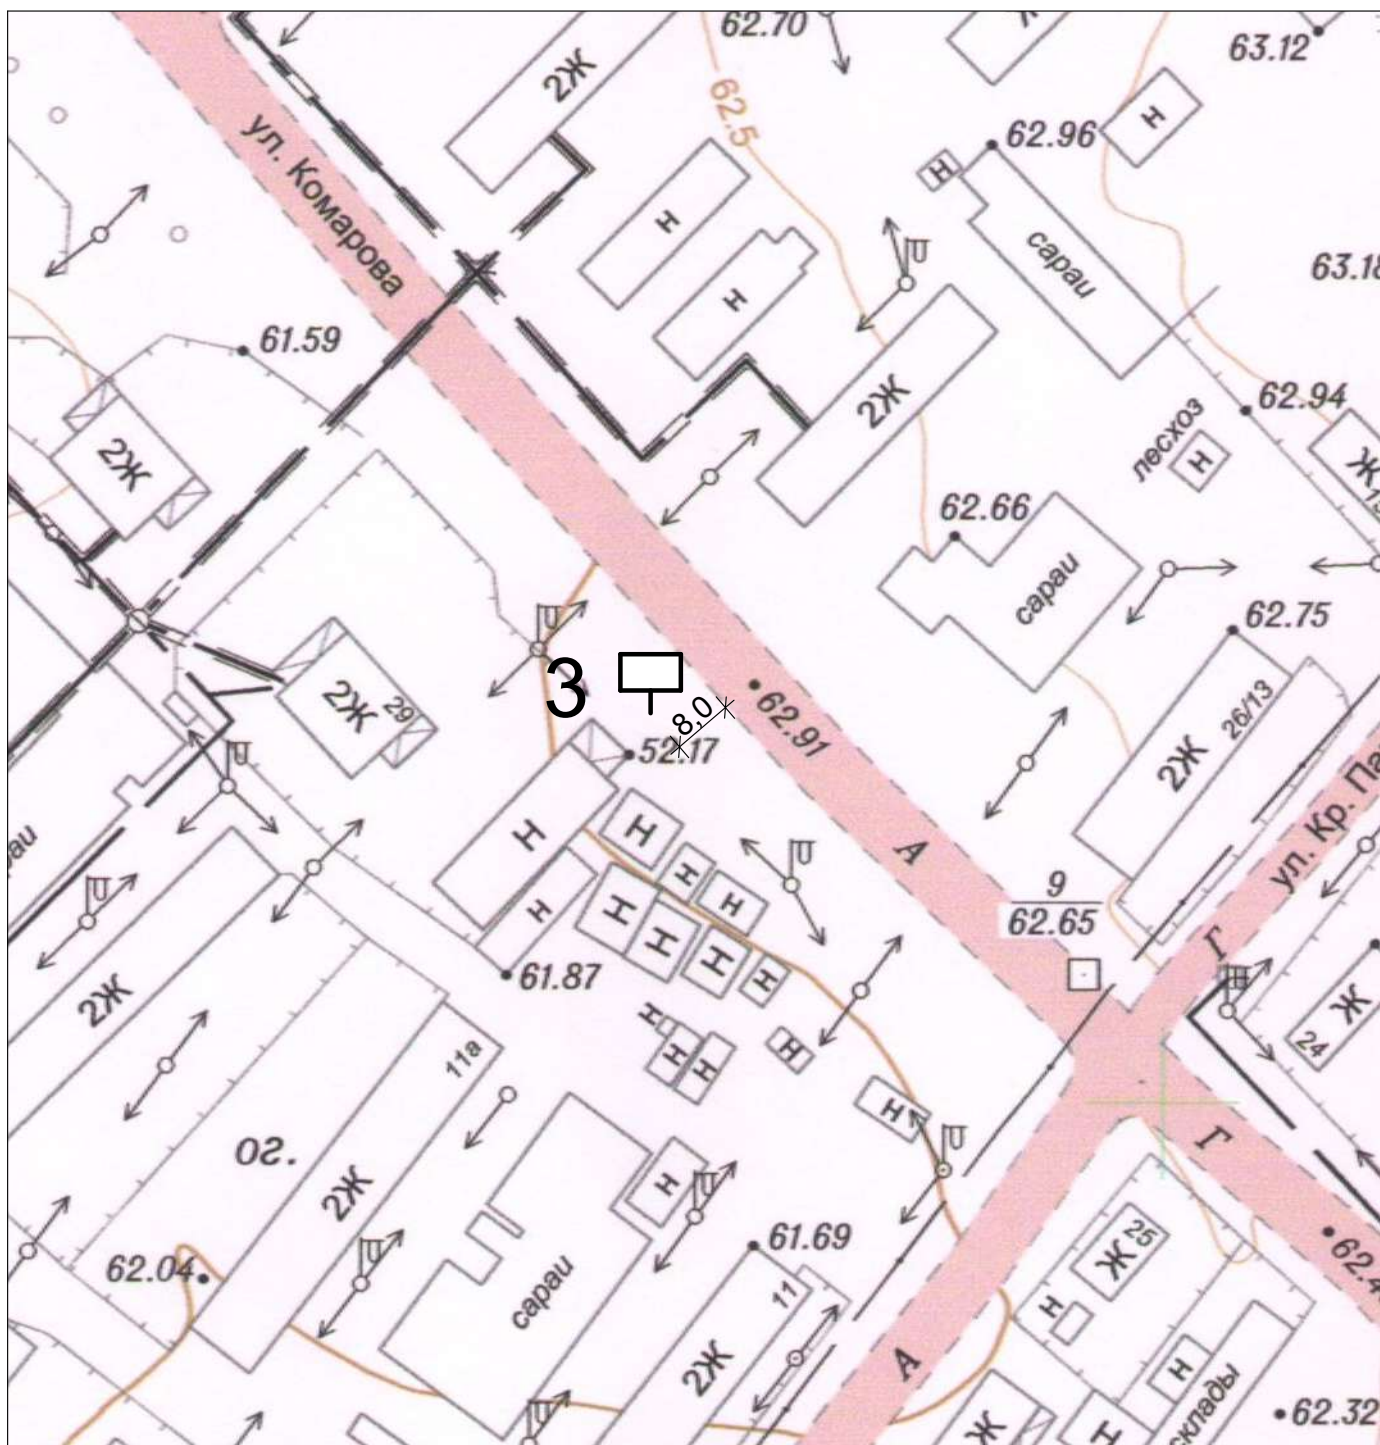 62.70
Ж
63.12
2Ж
62.5
62.96
Н
Н
ул. Комарова
Н
сараи
63.18
Н
61.59
2Ж
62.94
лесхоз
Н
Ж
2Ж
62.66
сараи
62.75
3
2Ж
29
8,0
62.91
52.17
2Ж
26/13
ул. Кр. Па
Н
Н
Н
Н
Н
Н
Н
Н
Н
Н
А
9
62.65
Г
61.87
2Ж
Ж
24
Н
Н
Н
Н
11а
Н
Г
2Ж
Н
62.04
61.69
сараи
11
2Ж
Ж
25
Н
62.4
А
Н
Н
Ж
склады
62.32